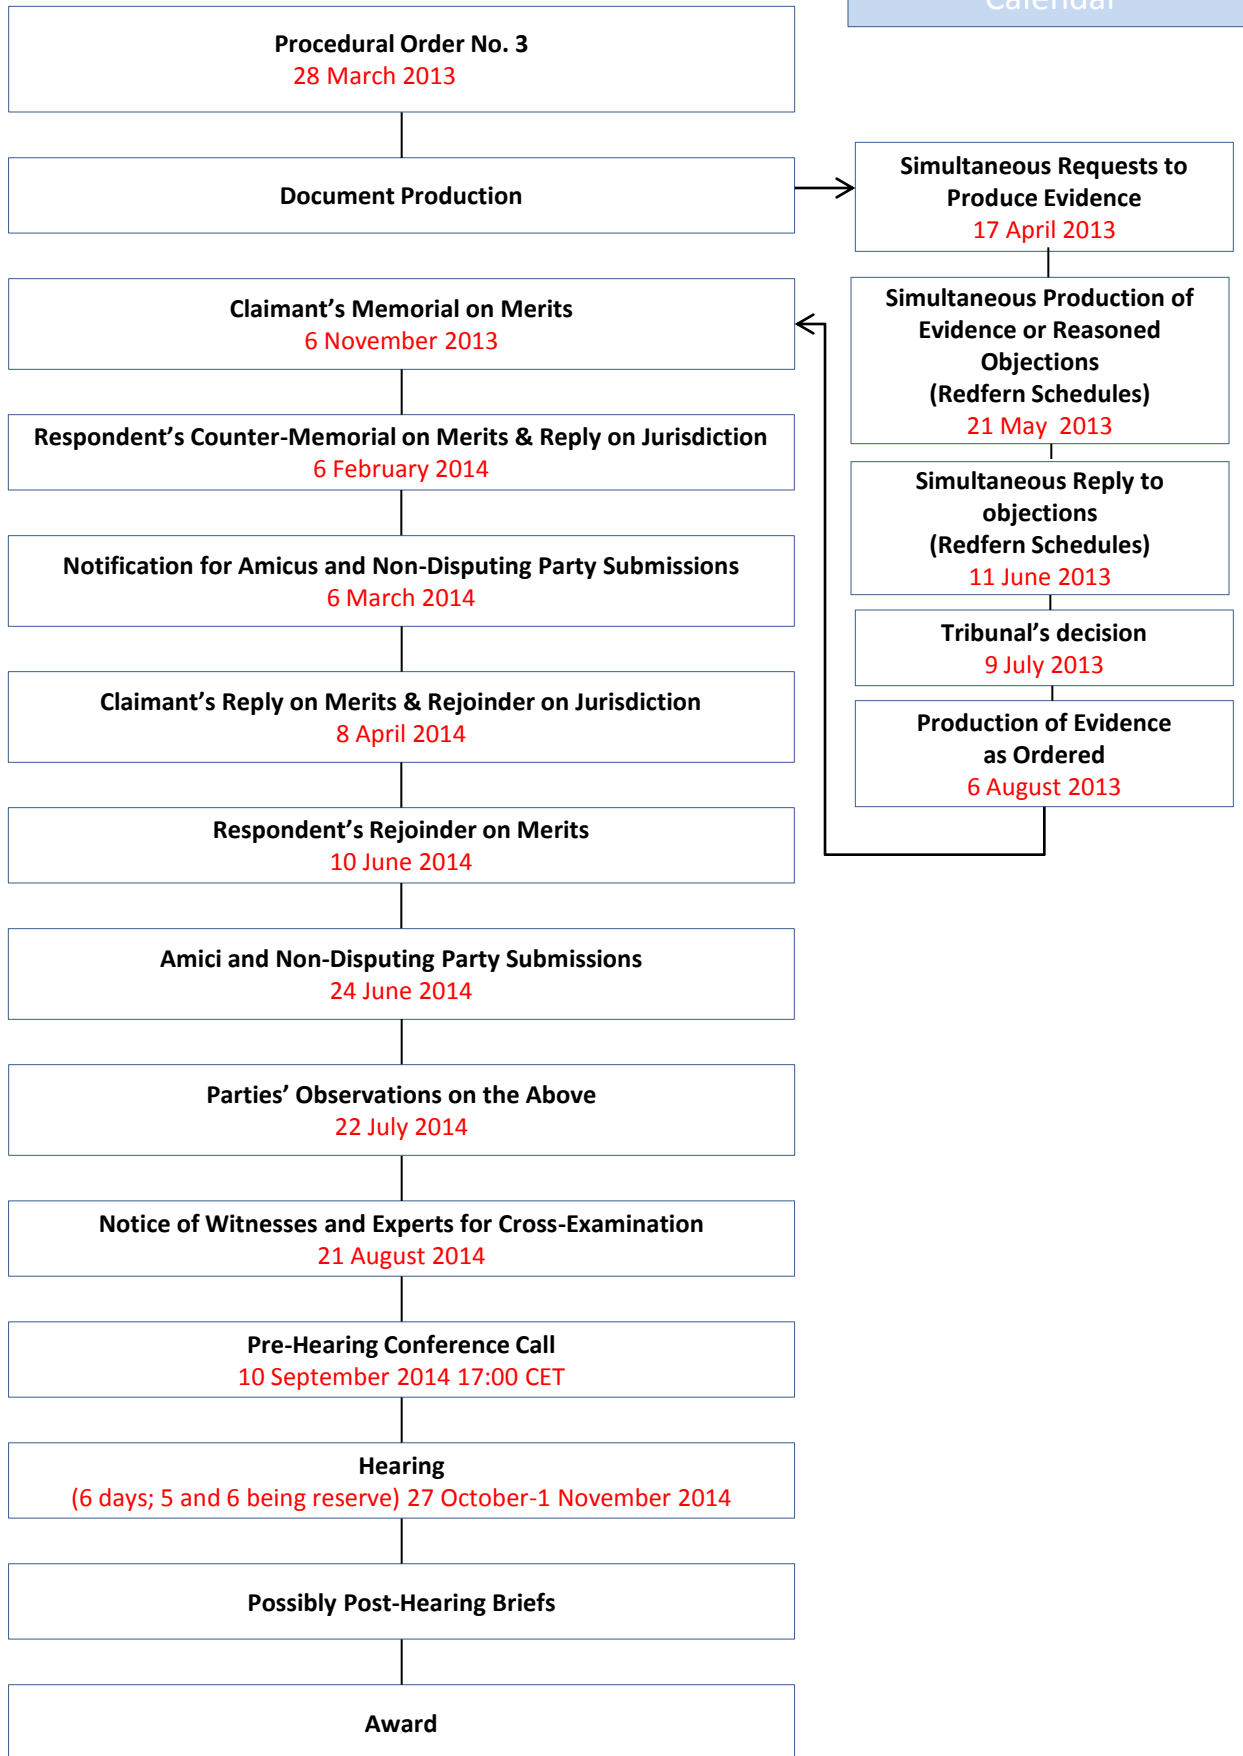 Calendar
Procedural Order No. 3
28 March 2013
Document Production
Simultaneous Requests to
Produce Evidence
17 April 2013
Simultaneous Production of
Evidence or Reasoned
Objections
(Redfern Schedules)
21 May 2013
Simultaneous Reply to
objections
(Redfern Schedules)
11 June 2013
Tribunal's decision
9 July 2013
Production of Evidence
as Ordered
6 August 2013
Claimant's Memorial on Merits
6 November 2013
Respondent's Counter-Memorial on Merits & Reply on Jurisdiction
6 February 2014
Notification for Amicus and Non-Disputing Party Submissions
6 March 2014
Claimant's Reply on Merits & Rejoinder on Jurisdiction
8 April 2014
Respondent's Rejoinder on Merits
10 June 2014
Amici and Non-Disputing Party Submissions
24 June 2014
Parties' Observations on the Above
22 July 2014
Notice of Witnesses and Experts for Cross-Examination
21 August 2014
Pre-Hearing Conference Call
10 September 2014 17:00 CET
Hearing
(6 days; 5 and 6 being reserve) 27 October-1 November 2014
Possibly Post-Hearing Briefs
Award